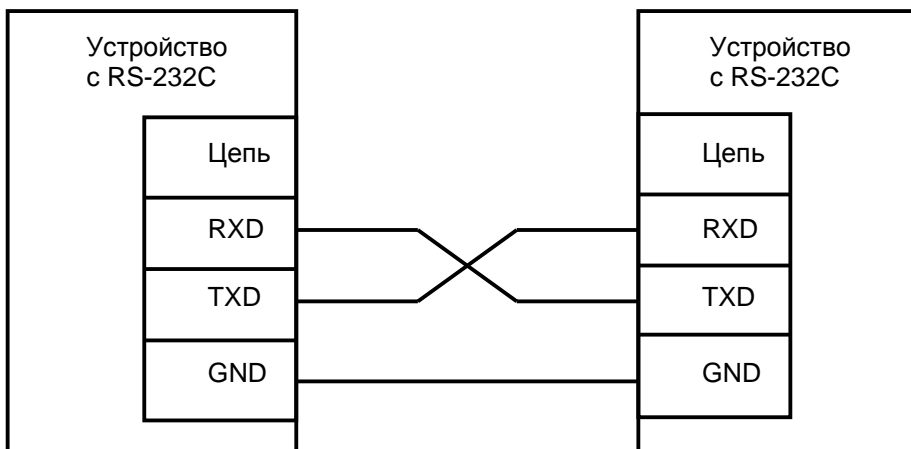 Устройство
с RS-232C
Цепь
RXD
TXD
GND
Устройство
с RS-232C
Цепь
RXD
TXD
GND